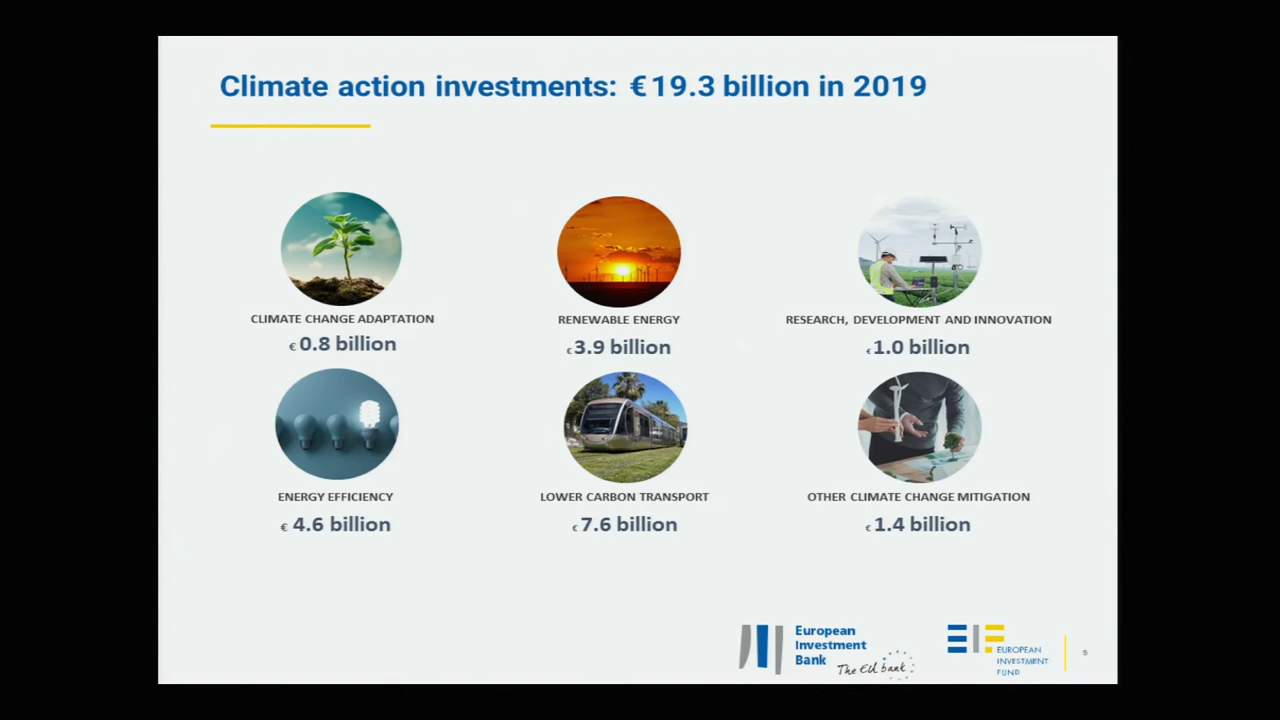 Climate action investments: € 19.3 billion in 2019
CLIMATE CHANGE ADAPTATION
€ 0.8 billion
RENEWABLE ENERGY
€ 3.9 billion
RESEARCH, DEVELOPMENT AND INNOVATION
€ 1.0 billion
ENERGY EFFICIENCY
€ 4.6 billion
LOWER CARBON TRANSPORT
€ 7.6 billion
OTHER CLIMATE CHANGE MITIGATION
€ 1.4 billion
European
Investment
Bank
The EU bank
EIF
EUROPEAN
INVESTMENT
FUND
5